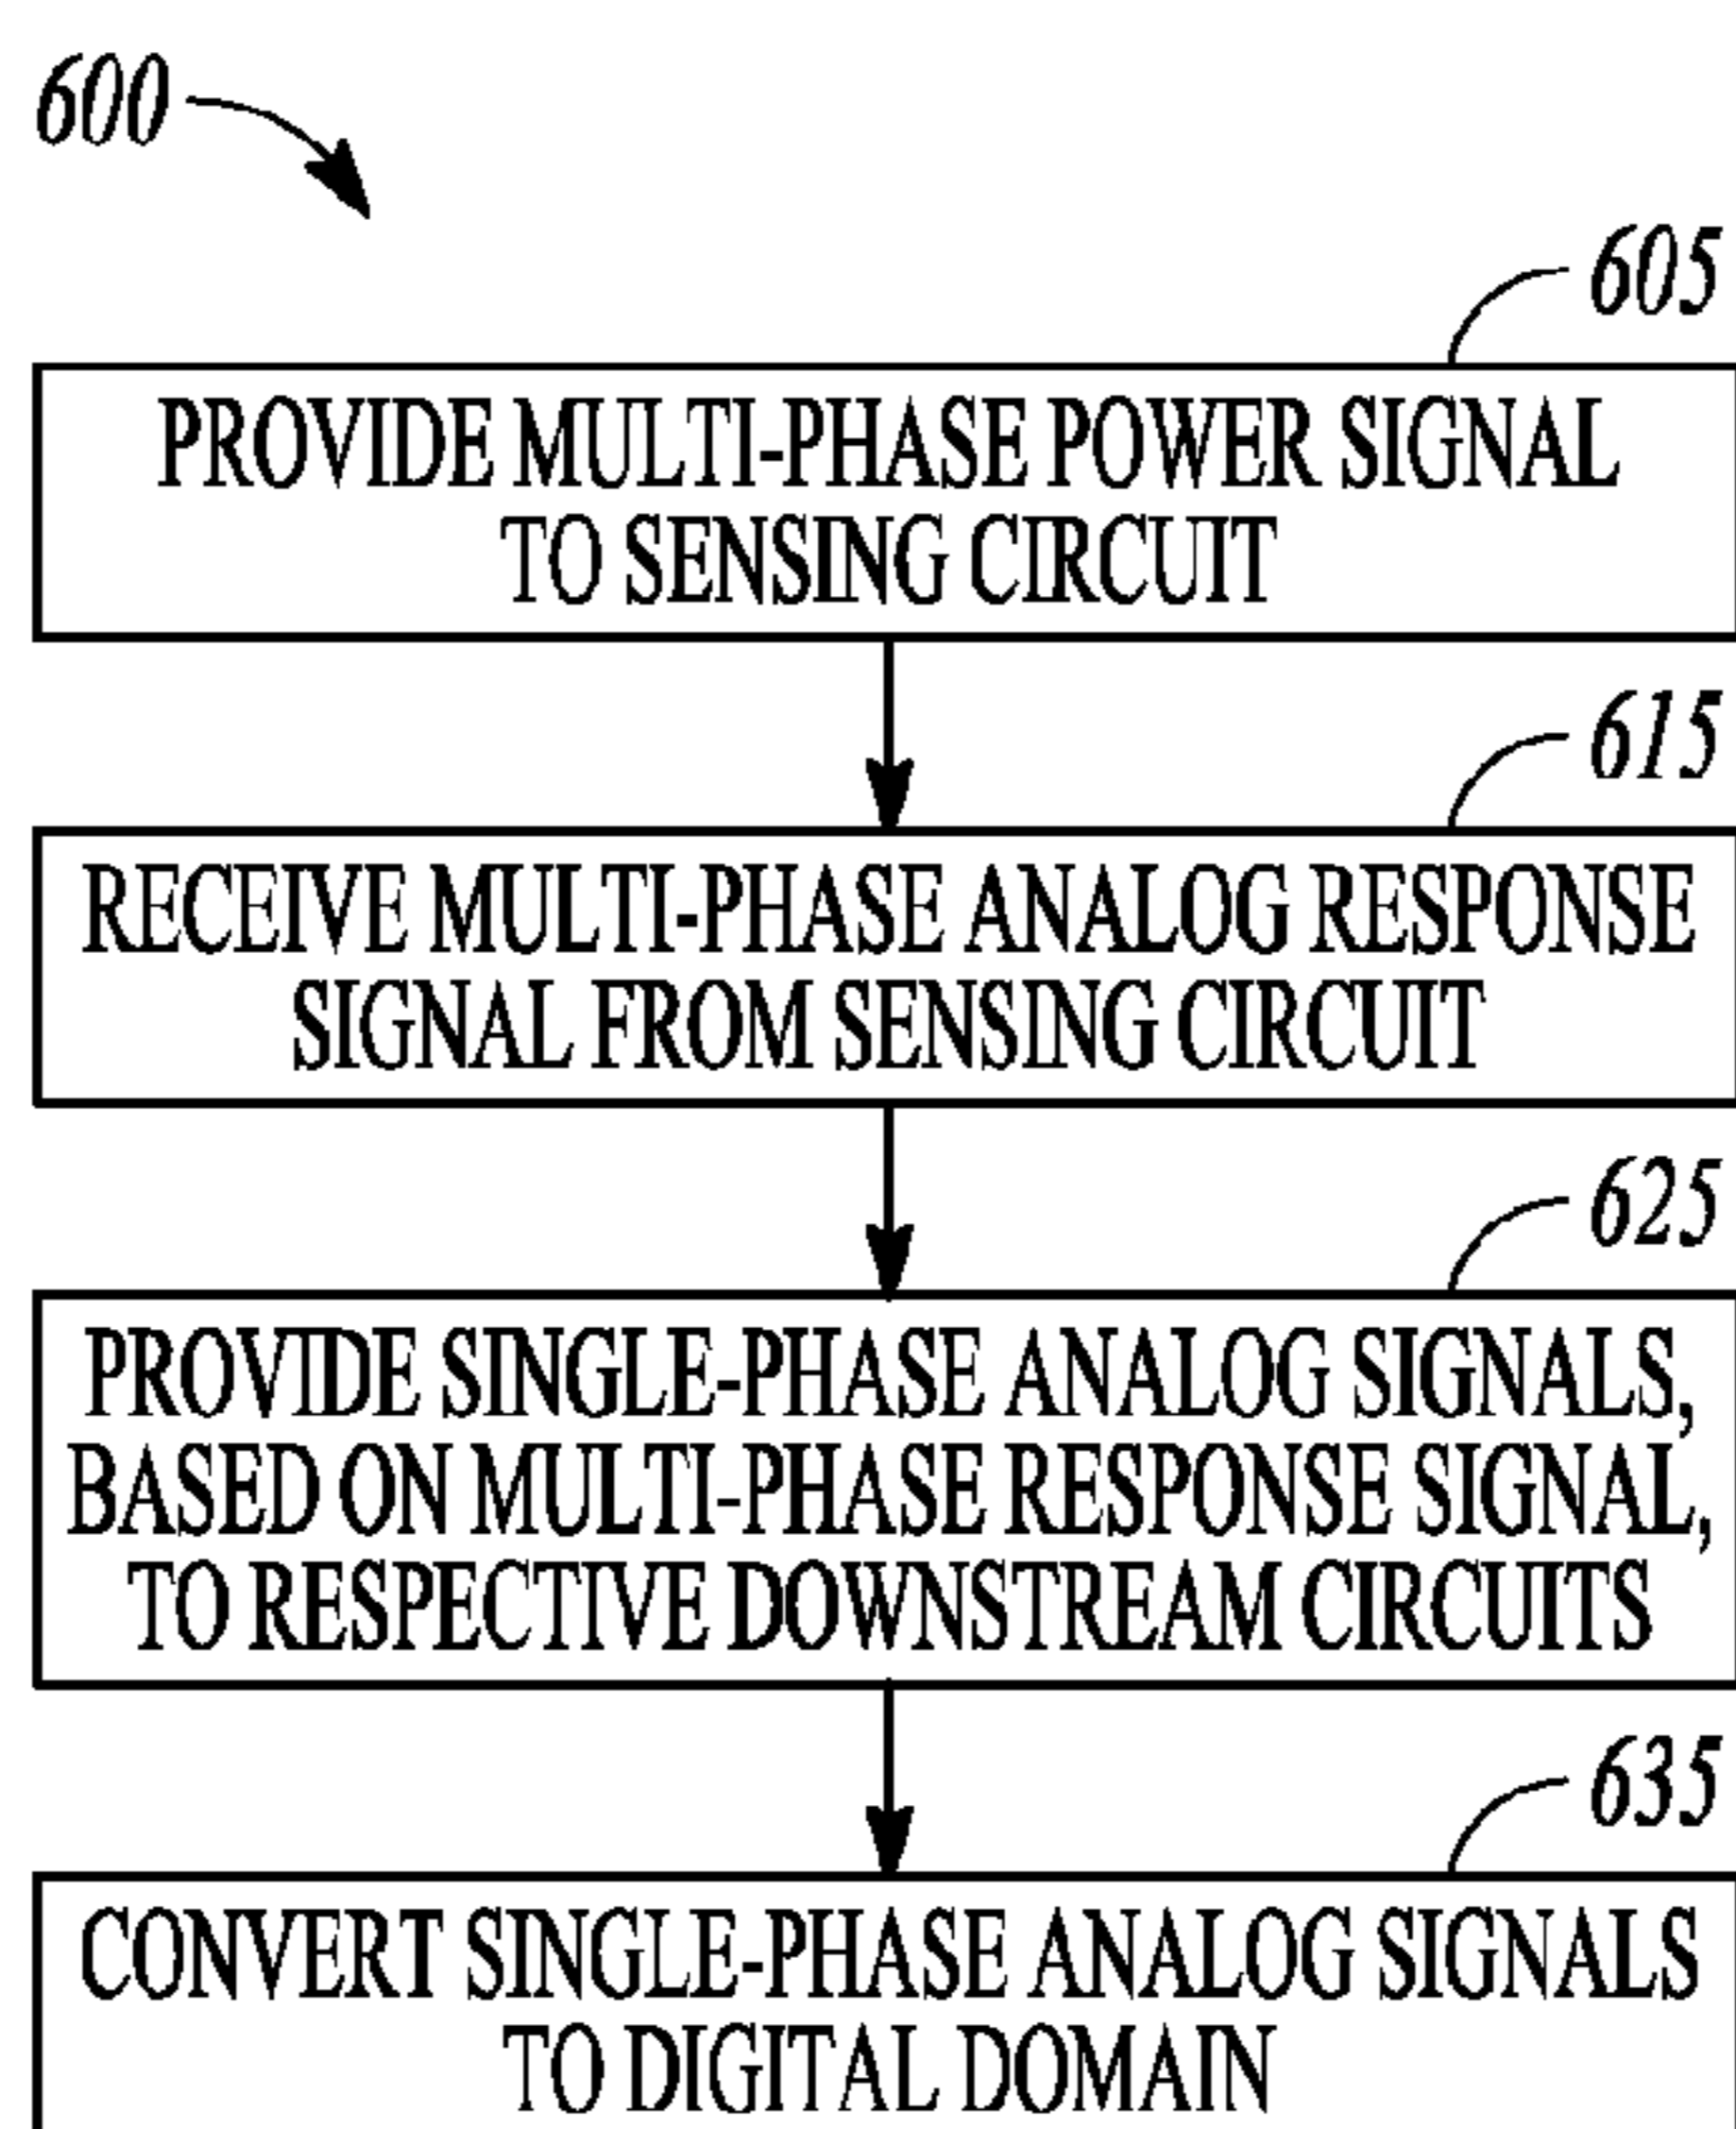 600
605
PROVIDE MULTI-PHASE POWER SIGNAL
TO SENSING CIRCUIT
615
RECEIVE MULTI-PHASE ANALOG RESPONSE
SIGNAL FROM SENSING CIRCUIT
625
PROVIDE SINGLE-PHASE ANALOG SIGNALS,
BASED ON MULTI-PHASE RESPONSE SIGNAL,
TO RESPECTIVE DOWNSTREAM CIRCUITS
635
CONVERT SINGLE-PHASE ANALOG SIGNALS
TO DIGITAL DOMAIN